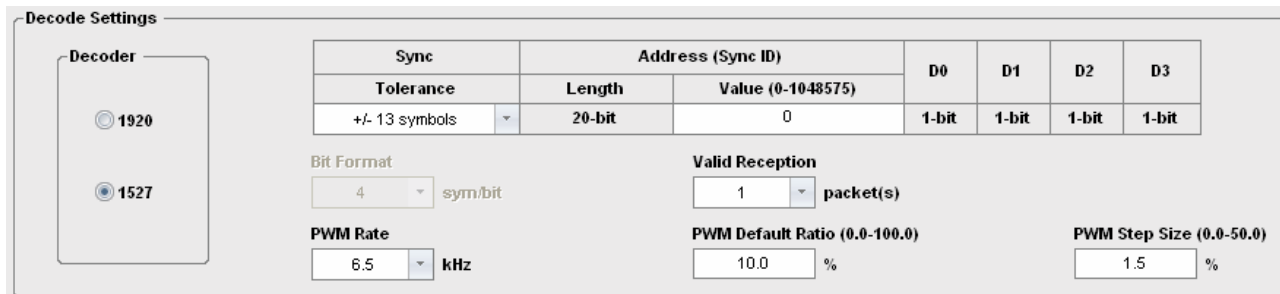 Decode Settings
Decoder
1920
1527
Sync Address (Sync ID) D0 D1 D2 D3
Tolerance Length Value (0-1048575)
+/- 13 symbols 20-bit 0 1-bit 1-bit 1-bit 1-bit
Bit Format Valid Reception
4 sym/bit 1 packet(s)
PWM Rate PWM Default Ratio (0.0-100.0) PWM Step Size (0.0-50.0)
6.5 kHz 10.0 % 1.5 %